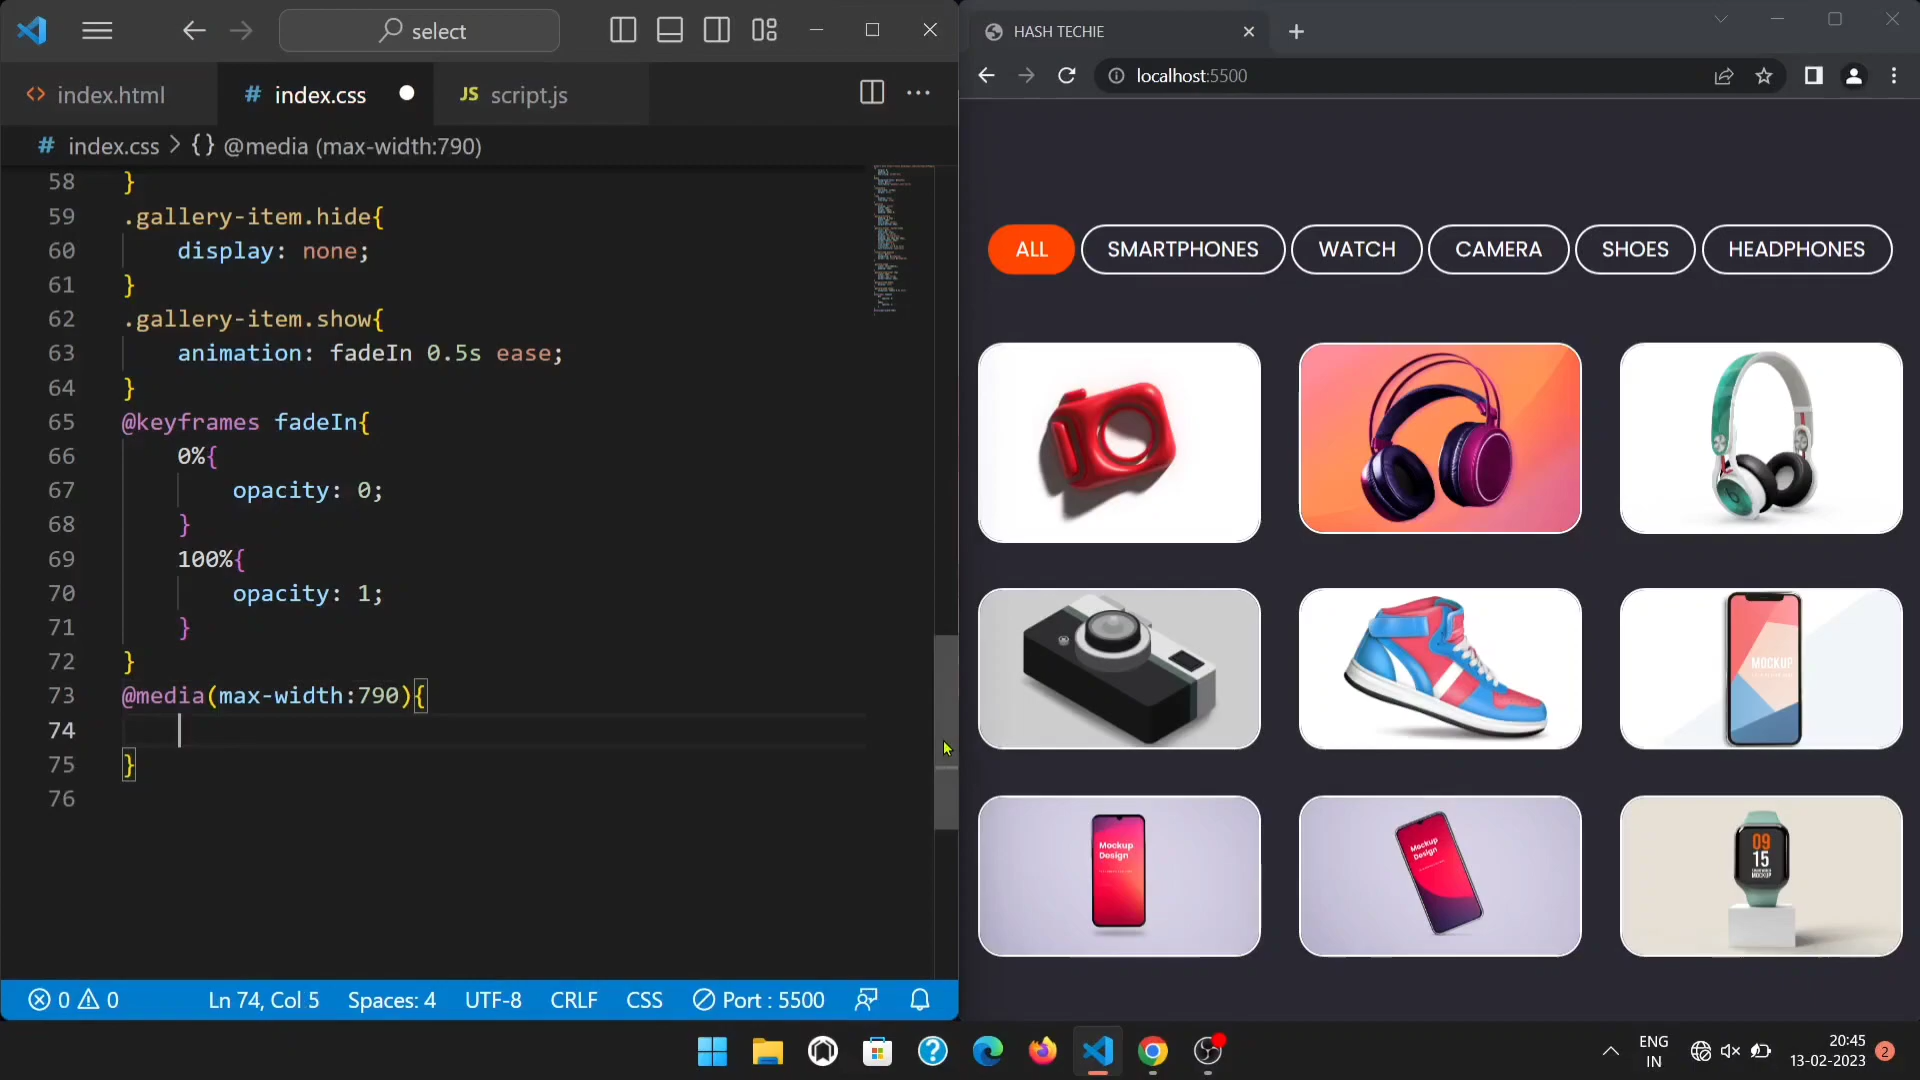 select
HASH TECHIE
localhost:5500
index.html
# index.css
JS script.js
# index.css > {} @media (max-width:790)
58 }
59 .gallery-item.hide{
60 display: none;
61 }
62 .gallery-item.show{
63 animation: fadeIn 0.5s ease;
64 }
65 @keyframes fadeIn{
66 0%{
67 opacity: 0;
68 }
69 100%{
70 opacity: 1;
71 }
72 }
73 @media(max-width:790){
74
75 }
76
ALL SMARTPHONES WATCH CAMERA SHOES HEADPHONES
MOCKUP
Mockup
Design
Mockup
Design
09
15
MOCKUP
0 0 Ln 74, Col 5 Spaces: 4 UTF-8 CRLF CSS Port : 5500
ENG
IN
20:45
13-02-2023
2